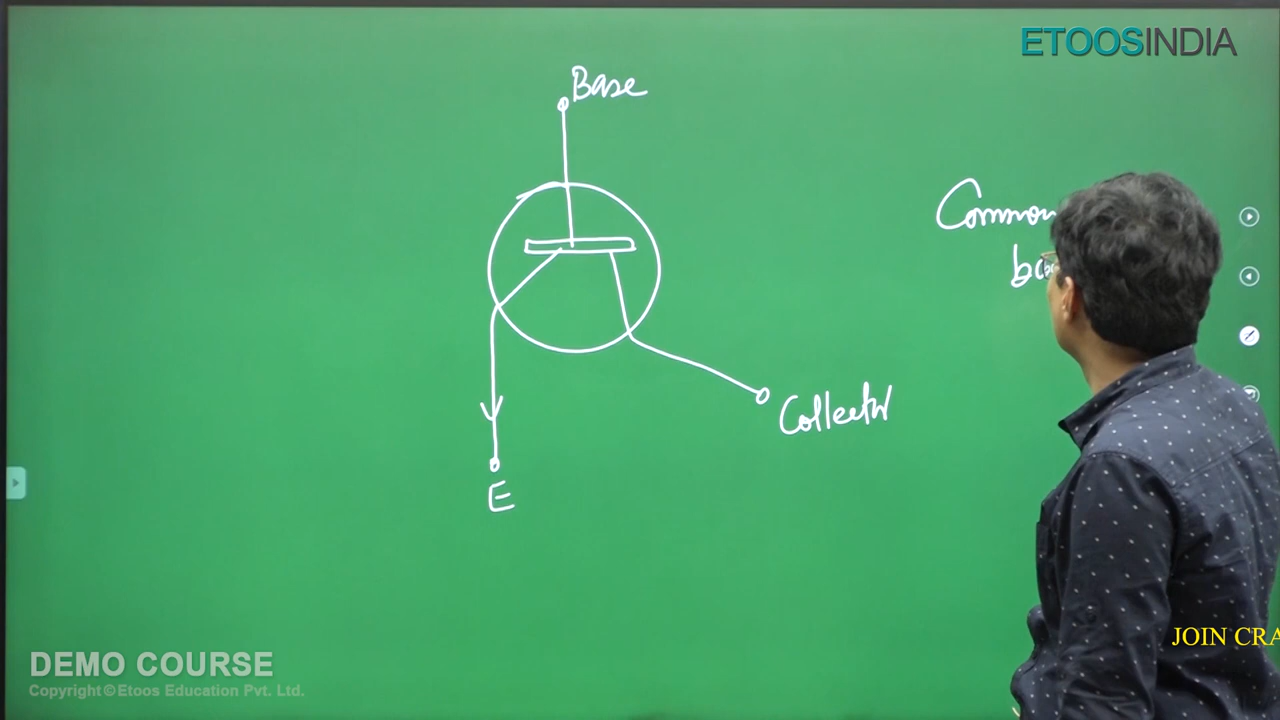 ETOOSINDIA
Base
Common
Collector
E
DEMO COURSE
Copyright © Etoos Education Pvt. Ltd.
JOIN CRA